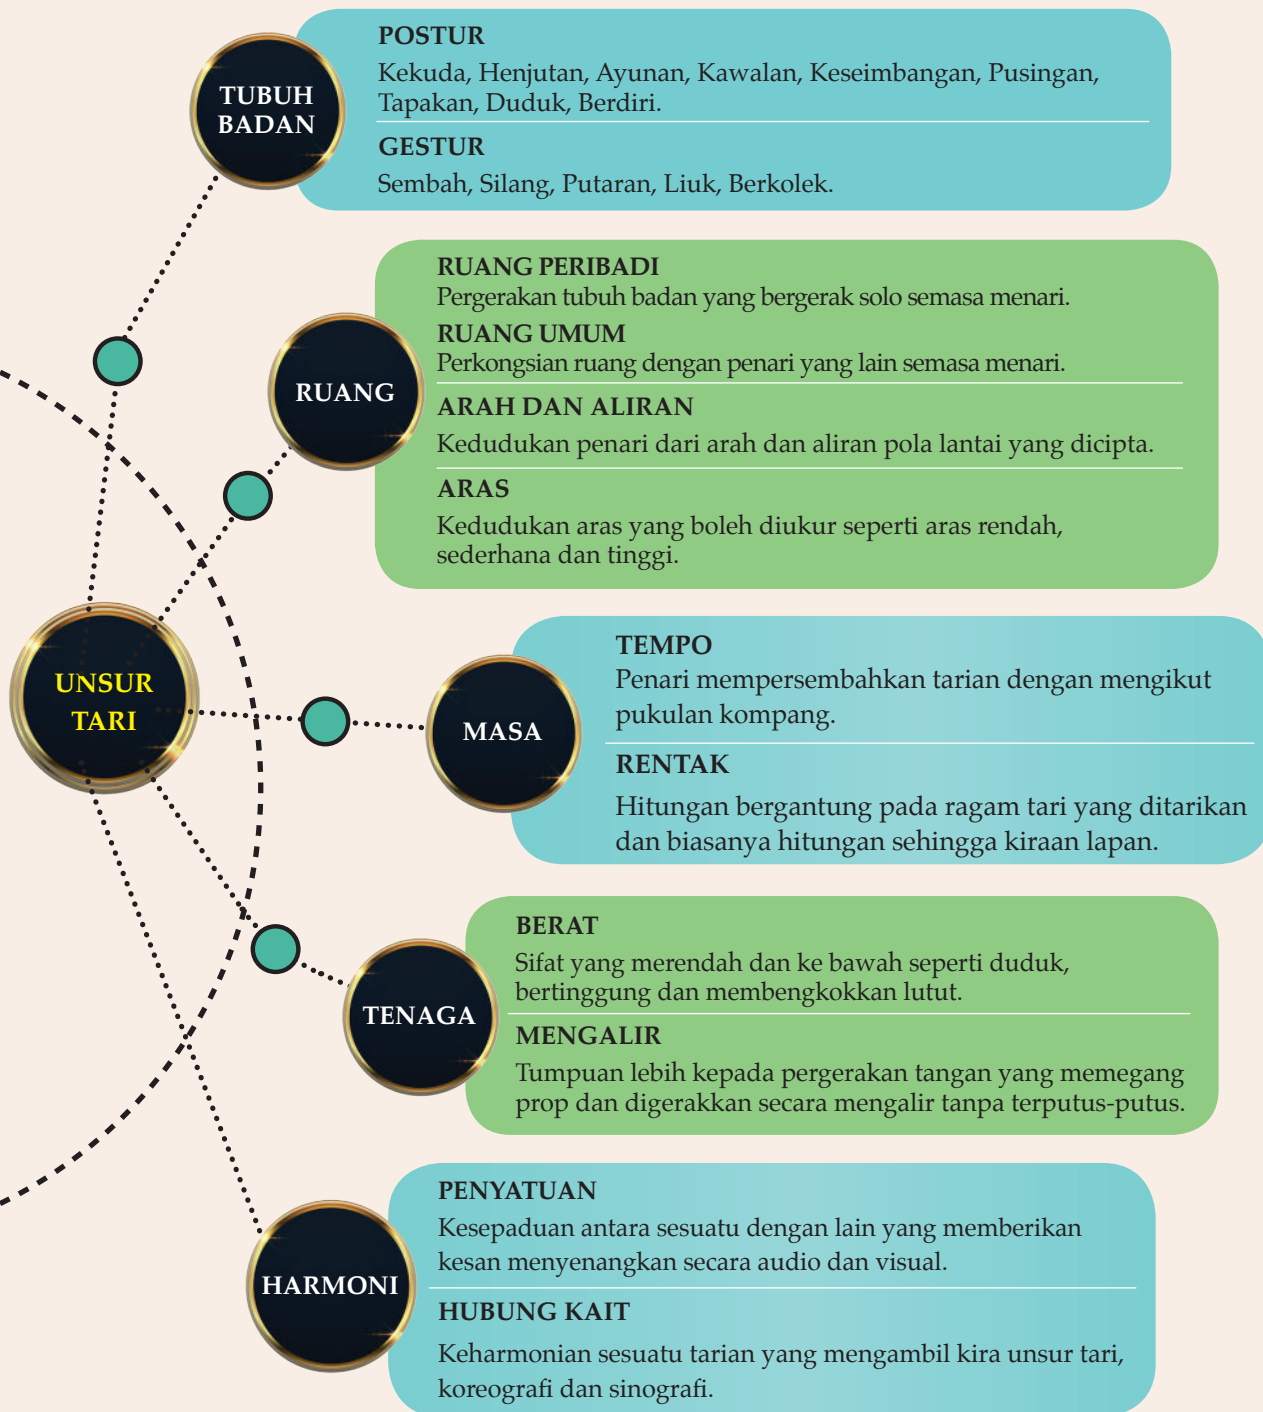 TUBUH
BADAN
POSTUR
Kekuda, Henjutan, Ayunan, Kawalan, Keseimbangan, Pusingan,
Tapakan, Duduk, Berdiri.
GESTUR
Sembah, Silang, Putaran, Liuk, Berkolek.
RUANG
RUANG PERIBADI
Pergerakan tubuh badan yang bergerak solo semasa menari.
RUANG UMUM
Perkongsian ruang dengan penari yang lain semasa menari.
ARAH DAN ALIRAN
Kedudukan penari dari arah dan aliran pola lantai yang dicipta.
ARAS
Kedudukan aras yang boleh diukur seperti aras rendah,
sederhana dan tinggi.
UNSUR
TARI
MASA
TEMPO
Penari mempersembahkan tarian dengan mengikut
pukulan kompang.
RENTAK
Hitungan bergantung pada ragam tari yang ditarikan
dan biasanya hitungan sehingga kiraan lapan.
TENAGA
BERAT
Sifat yang merendah dan ke bawah seperti duduk,
bertinggung dan membengkokkan lutut.
MENGALIR
Tumpuan lebih kepada pergerakan tangan yang memegang
prop dan digerakkan secara mengalir tanpa terputus-putus.
HARMONI
PENYATUAN
Kesepaduan antara sesuatu dengan lain yang memberikan
kesan menyenangkan secara audio dan visual.
HUBUNG KAIT
Keharmonian sesuatu tarian yang mengambil kira unsur tari,
koreografi dan sinografi.